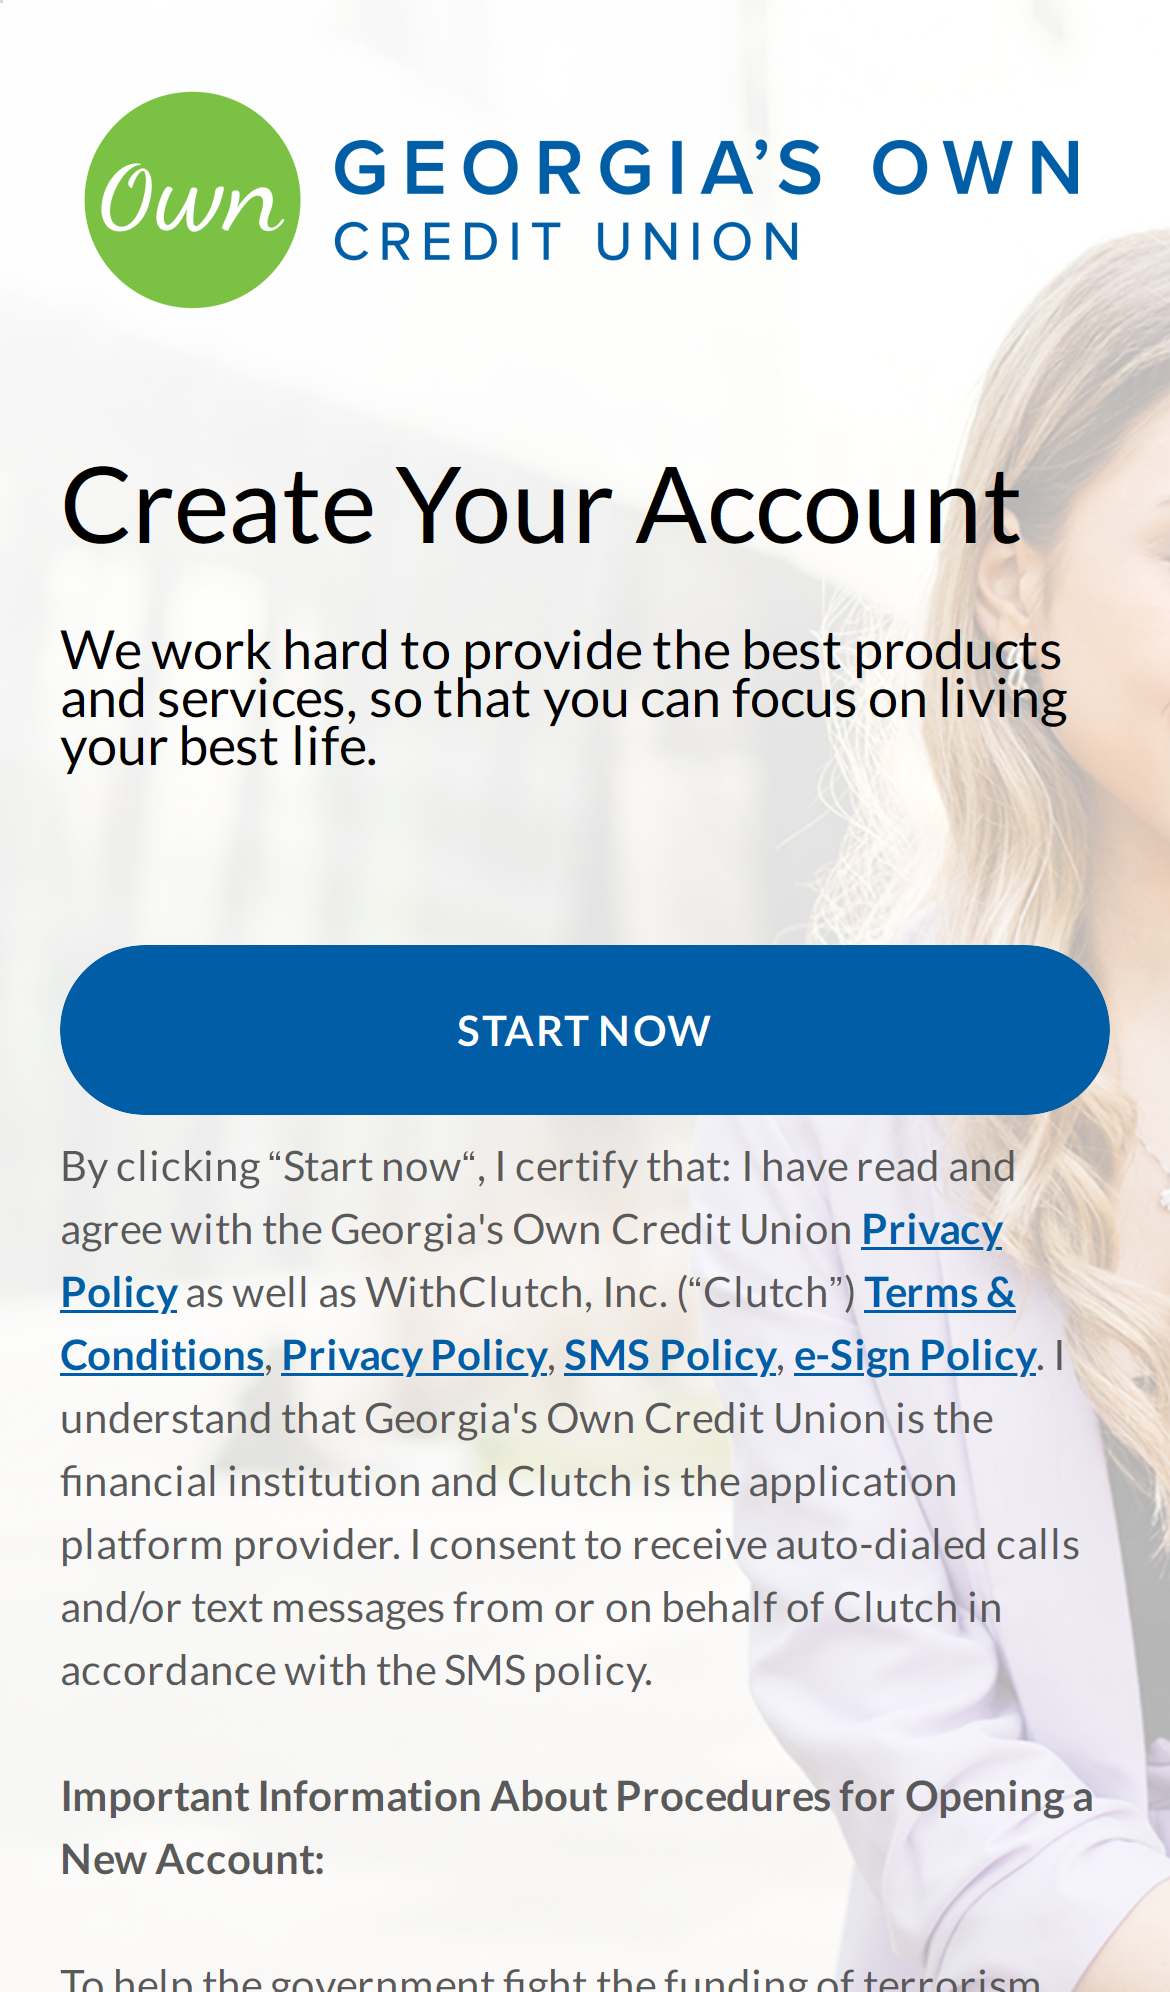 Own
GEORGIA’S OWN
CREDIT UNION
Create Your Account
We work hard to provide the best products
and services, so that you can focus on living
your best life.
START NOW
By clicking “Start now“, I certify that: I have read and
agree with the Georgia's Own Credit Union Privacy
Policy as well as WithClutch, Inc. (“Clutch”) Terms &
Conditions, Privacy Policy, SMS Policy, e-Sign Policy. I
understand that Georgia's Own Credit Union is the
financial institution and Clutch is the application
platform provider. I consent to receive auto-dialed calls
and/or text messages from or on behalf of Clutch in
accordance with the SMS policy.
Important Information About Procedures for Opening a
New Account:
To help the government fight the funding of terrorism